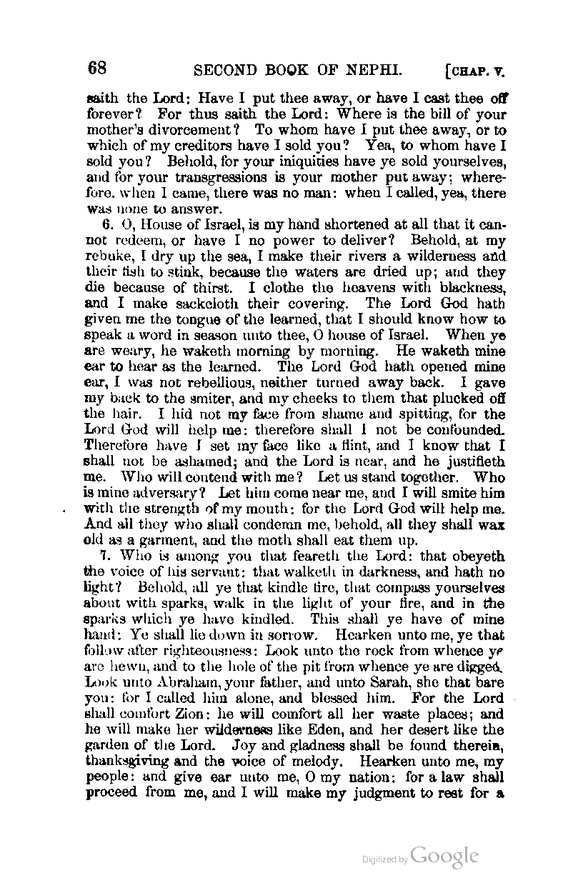 68 SECOND BOOK OF NEPHI. [CHAP. V.
saith the Lord: Have I put thee away, or have I cast thee off
forever? For thus saith the Lord: Where is the bill of your
mother's divorcement? To whom have I put thee away, or to
which of my creditors have I sold you? Yea, to whom have I
sold you? Behold, for your iniquities have ye sold yourselves,
and for your transgressions is your mother put away; where-
fore, when I came, there was no man: when I called, yea, there
was none to answer.
6. O, House of Israel, is my hand shortened at all that it can-
not redeem, or have I no power to deliver? Behold, at my
rebuke, I dry up the sea, I make their rivers a wilderness and
their fish to stink, because the waters are dried up; and they
die because of thirst. I clothe the heavens with blackness,
and I make sackcloth their covering. The Lord God hath
given me the tongue of the learned, that I should know how to
speak a word in season unto thee, O house of Israel. When ye
are weary, he waketh morning by morning. He waketh mine
ear to hear as the learned. The Lord God hath opened mine
ear, I was not rebellious, neither turned away back. I gave
my back to the smiter, and my cheeks to them that plucked off
the hair. I hid not my face from shame and spitting, for the
Lord God will help me: therefore shall I not be confounded.
Therefore have I set my face like a flint, and I know that I
shall not be ashamed; and the Lord is near, and he justifieth
me. Who will contend with me? Let us stand together. Who
is mine adversary? Let him come near me, and I will smite him
with the strength of my mouth: for the Lord God will help me.
And all they who shall condemn me, behold, all they shall wax
old as a garment, and the moth shall eat them up.
7. Who is among you that feareth the Lord: that obeyeth
the voice of his servant: that walketh in darkness, and hath no
light? Behold, all ye that kindle fire, that compass yourselves
about with sparks, walk in the light of your fire, and in the
sparks which ye have kindled. This shall ye have of mine
hand: Ye shall lie down in sorrow. Hearken unto me, ye that
follow after righteousness: Look unto the rock from whence ye
are hewn, and to the hole of the pit from whence ye are digged.
Look unto Abraham, your father, and unto Sarah, she that bare
you: for I called him alone, and blessed him. For the Lord
shall comfort Zion: he will comfort all her waste places; and
he will make her wilderness like Eden, and her desert like the
garden of the Lord. Joy and gladness shall be found therein,
thanksgiving and the voice of melody. Hearken unto me, my
people: and give ear unto me, O my nation: for a law shall
proceed from me, and I will make my judgment to rest for a
Digitized by Google